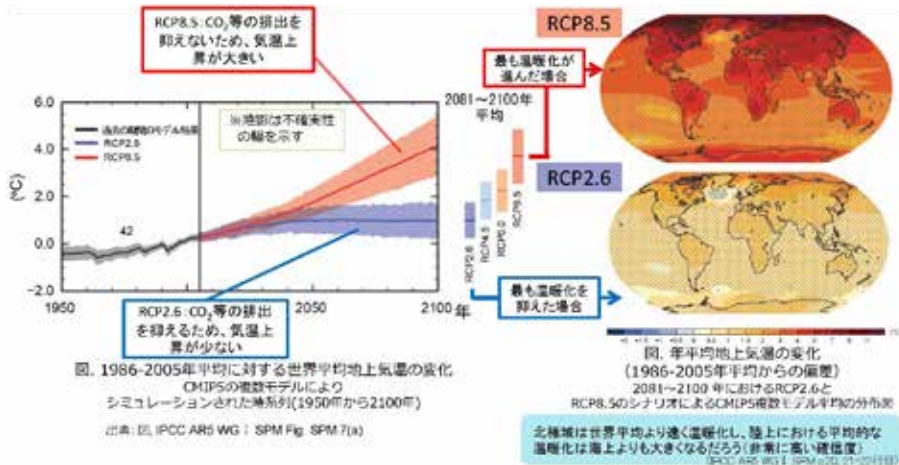 RCP8.5:CO₂等の排出を
抑えないため、気温上
昇が大きい
6.0
4.0
2.0
0.0
−2.0
(℃)
RCP2.6
RCP8.5
42
※陰影は不確実性
の幅を示す
1950
2050
2100
年
RCP2.6:CO₂等の排出
を抑えるため、気温上
昇が少ない
2081～2100年
平均
RCP2.6
RCP4.5
RCP8.5
RCP8.5
最も温暖化が
進んだ場合
RCP2.6
最も温暖化を
抑えた場合
図. 1986-2005年平均に対する世界平均地上気温の変化
CMIP5の複数モデルにより
シミュレーションされた時系列(1950年から2100年)
出典: 図. IPCC AR5 WG I SPM Fig. SPM.7(a)
図. 年平均地上気温の変化
(1986-2005年平均からの偏差)
2081～2100 年におけるRCP2.6と
RCP8.5のシナリオによるCMIP5複数モデル平均の分布図
北極域は世界平均より速く温暖化し、陸上における平均的な
温暖化は海上よりも大きくなるだろう(非常に高い確信度)